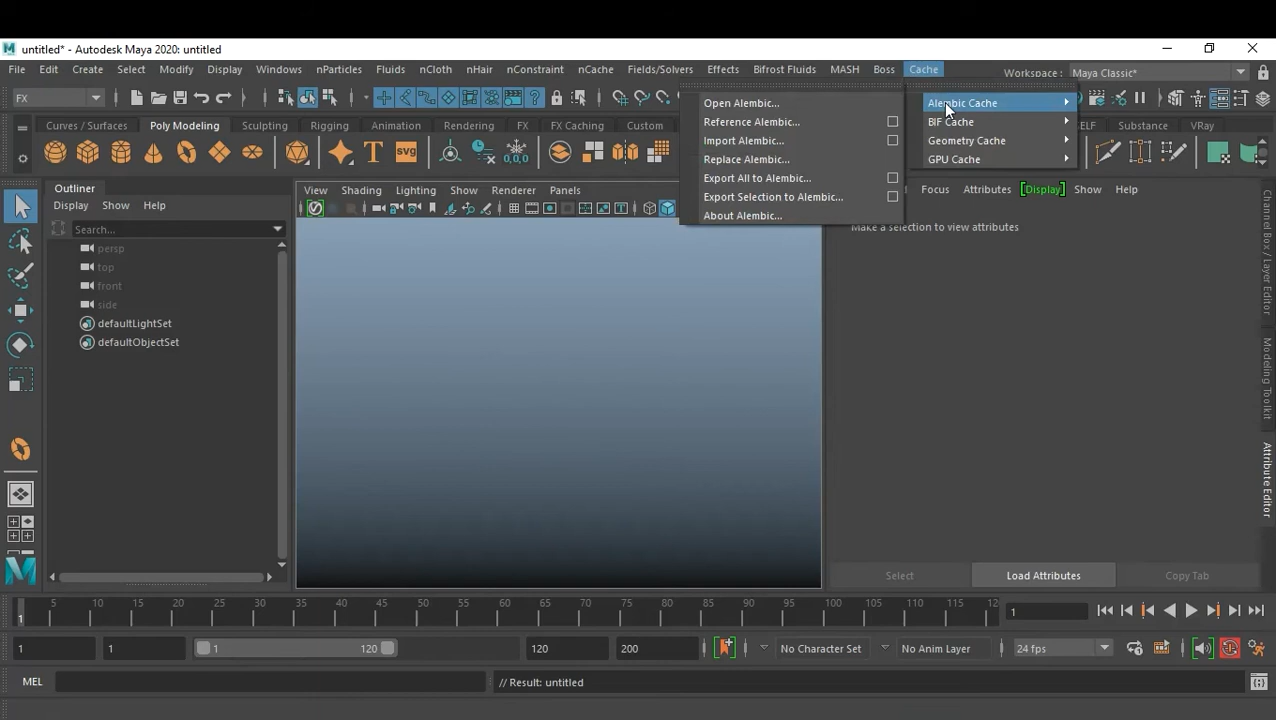 untitled* - Autodesk Maya 2020: untitled
File Edit Create Select Modify Display Windows nParticles Fluids nCloth nHair nConstraint nCache Fields/Solvers Effects Bifrost Fluids MASH Boss Cache Workspace : Maya Classic*
FX
Curves / Surfaces Poly Modeling Sculpting Rigging Animation Rendering FX FX Caching Custom Substance VRay
svg 0,0,0
Alembic Cache
BIF Cache
Geometry Cache
GPU Cache
Open Alembic...
Reference Alembic...
Import Alembic...
Replace Alembic...
Export All to Alembic...
Export Selection to Alembic...
About Alembic...
Outliner
Display Show Help
Search...
persp
top
front
side
defaultLightSet
defaultObjectSet
View Shading Lighting Show Renderer Panels
Focus Attributes [Display] Show Help
Make a selection to view attributes
Select Load Attributes Copy Tab
Channel Box / Layer Editor
Modeling Toolkit
Attribute Editor
1 5 10 15 20 25 30 35 40 45 50 55 60 65 70 75 80 85 90 95 100 105 110 115 12
1
1 1 1 120 120 200 No Character Set No Anim Layer 24 fps
MEL // Result: untitled